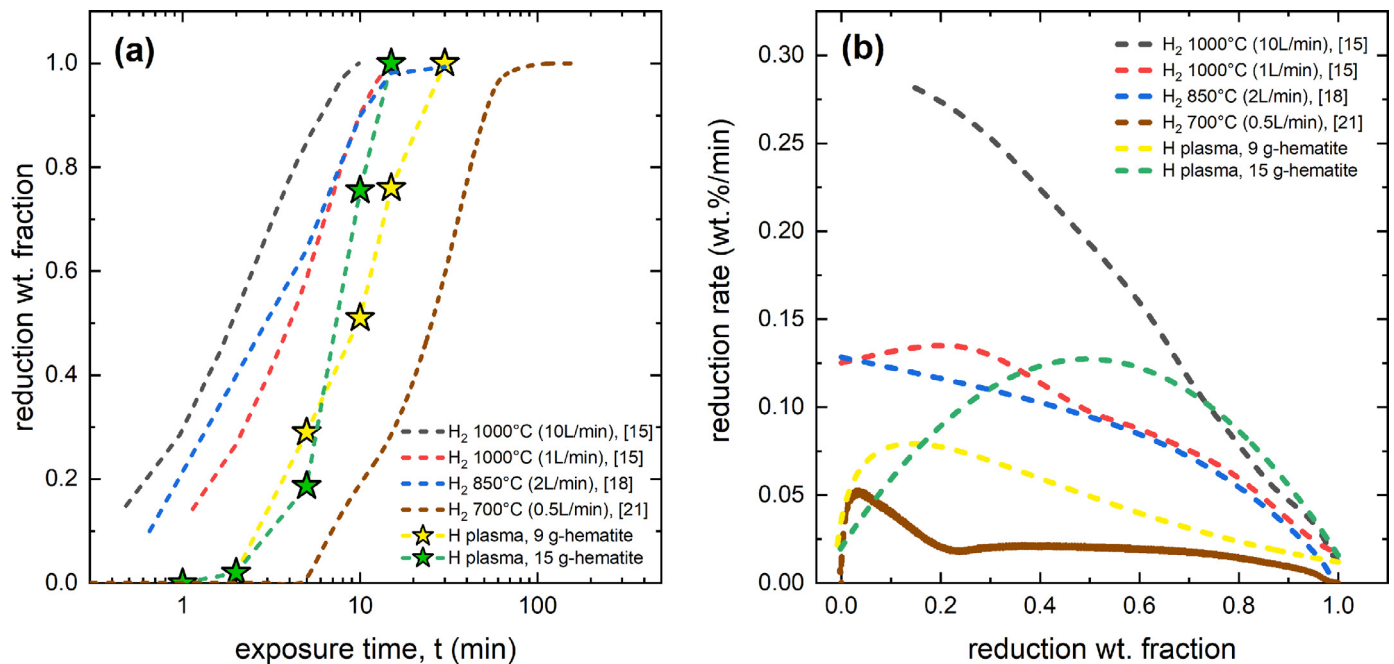 (a)
reduction wt. fraction
1.0
0.8
0.6
0.4
0.2
0.0
H₂ 1000°C (10L/min), [15]
H₂ 1000°C (1L/min), [15]
H₂ 850°C (2L/min), [18]
H₂ 700°C (0.5L/min), [21]
H plasma, 9 g-hematite
H plasma, 15 g-hematite
1
10
100
exposure time, t (min)
(b)
reduction rate (wt.%/min)
0.30
0.25
0.20
0.15
0.10
0.05
0.00
H₂ 1000°C (10L/min), [15]
H₂ 1000°C (1L/min), [15]
H₂ 850°C (2L/min), [18]
H₂ 700°C (0.5L/min), [21]
H plasma, 9 g-hematite
H plasma, 15 g-hematite
0.0
0.2
0.4
0.6
0.8
1.0
reduction wt. fraction